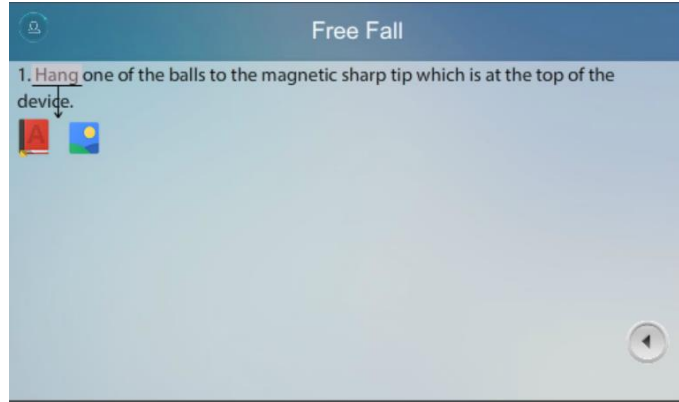 Free Fall
1. Hang one of the balls to the magnetic sharp tip which is at the top of the
device.
A